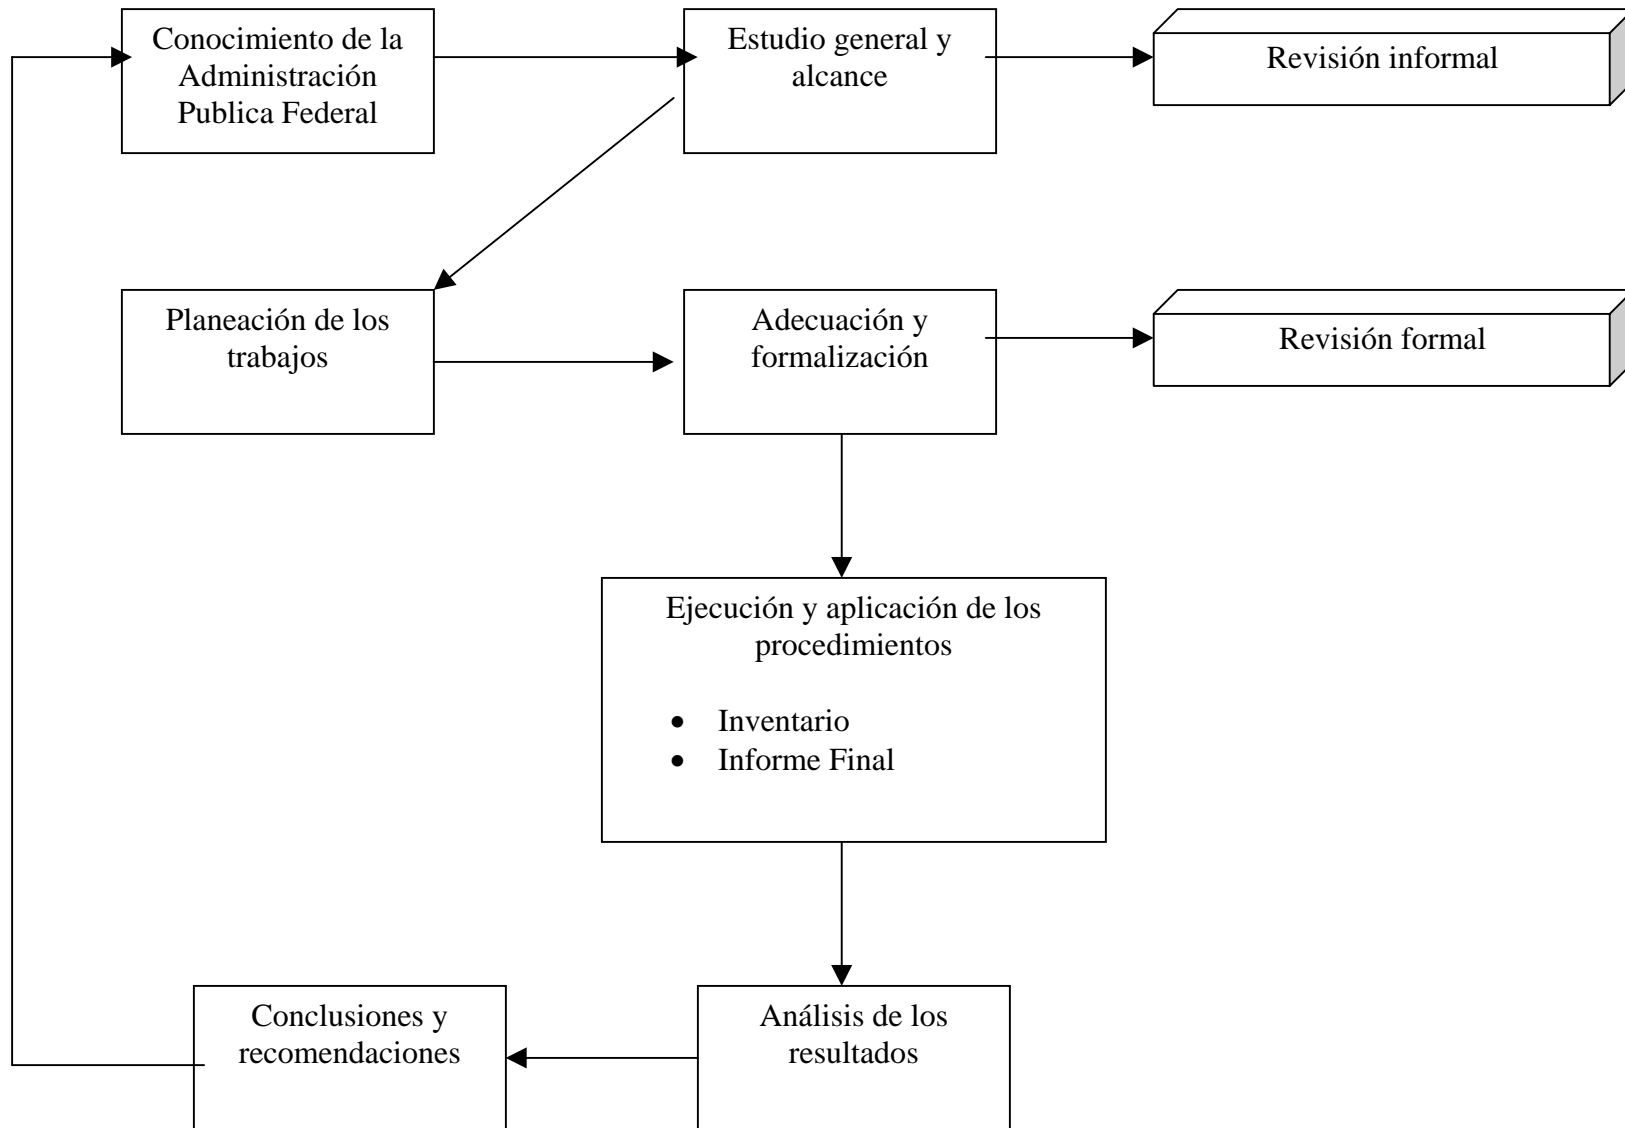 Conocimiento de la
Administración
Publica Federal
Estudio general y
alcance
Revisión informal
Planeación de los
trabajos
Adecuación y
formalización
Revisión formal
Ejecución y aplicación de los
procedimientos
• Inventario
• Informe Final
Conclusiones y
recomendaciones
Análisis de los
resultados